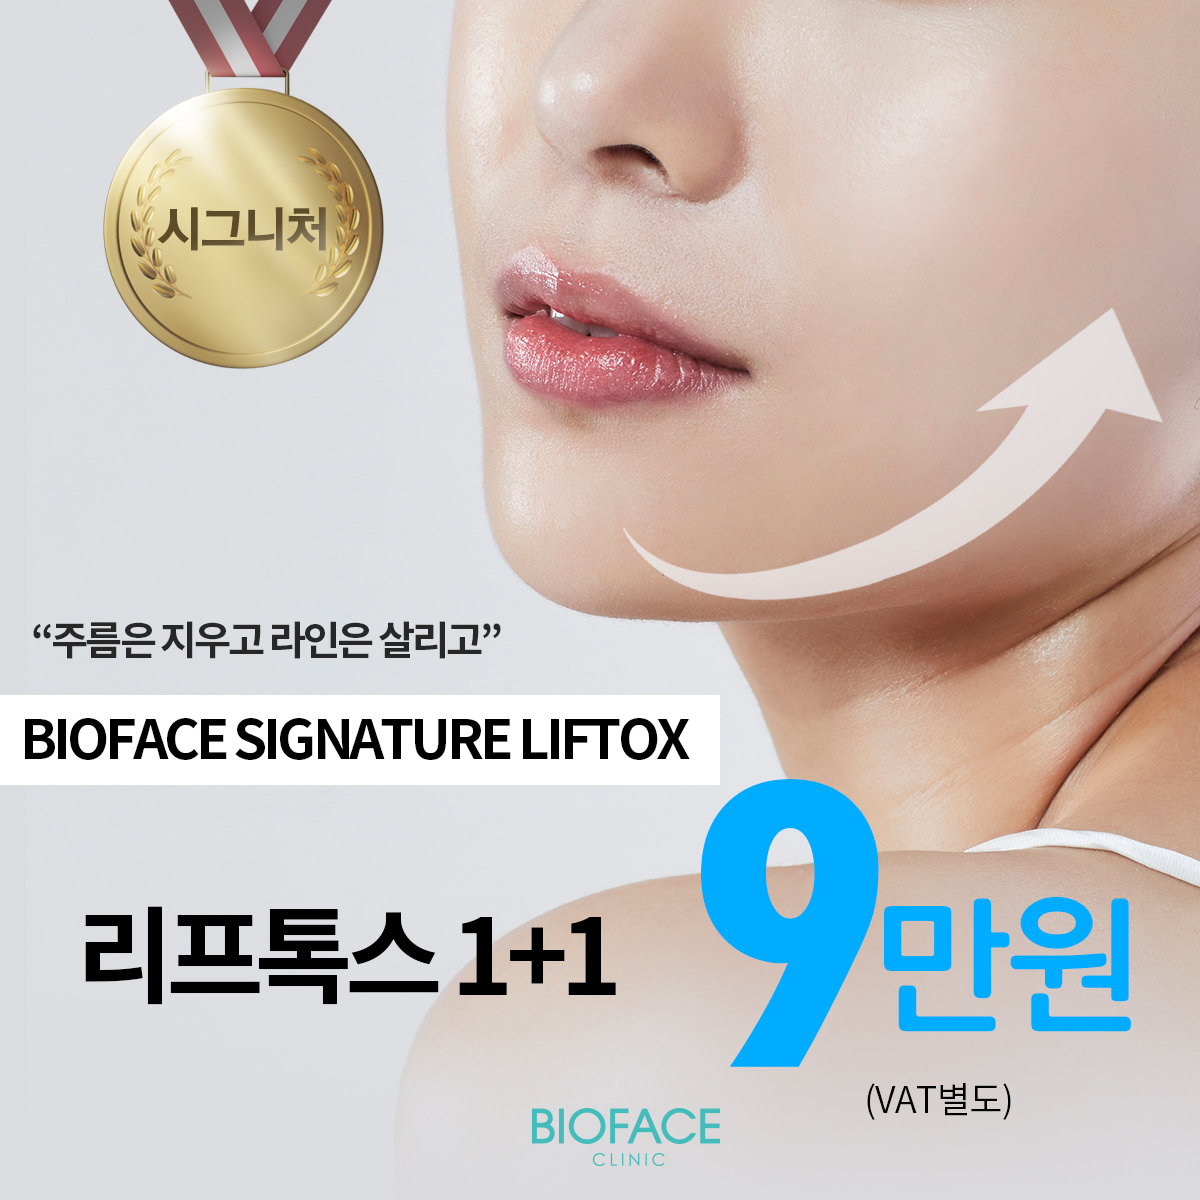 시그니처
“주름은 지우고 라인은 살리고”
BIOFACE SIGNATURE LIFTOX
리프톡스 1+1 9만원
(VAT별도)
BIOFACE
CLINIC